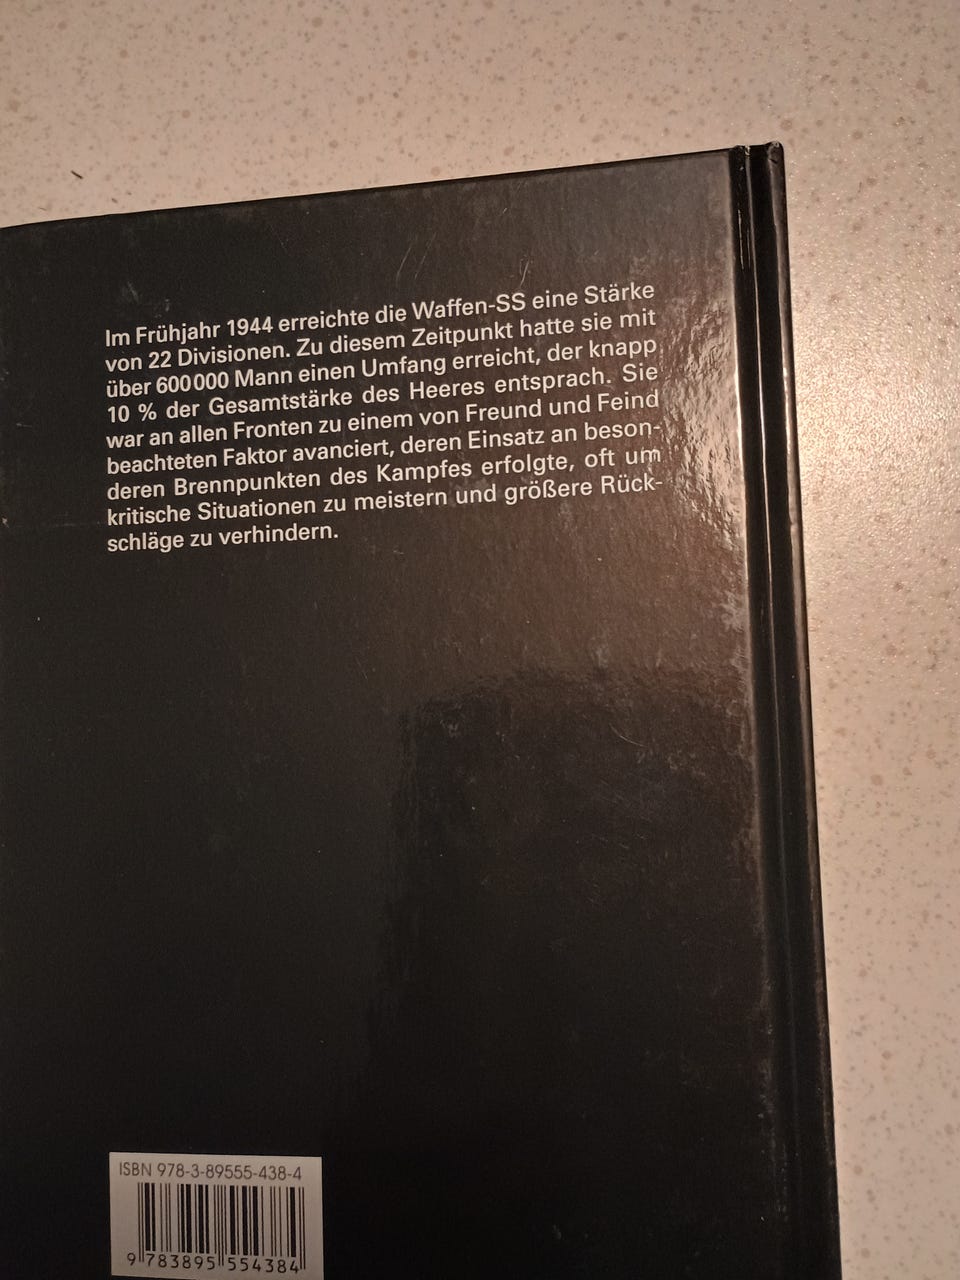 Im Frühjahr 1944 erreichte die Waffen-SS eine Stärke
von 22 Divisionen. Zu diesem Zeitpunkt hatte sie mit
über 600 000 Mann einen Umfang erreicht, der knapp
10 % der Gesamtstärke des Heeres entsprach. Sie
war an allen Fronten zu einem von Freund und Feind
beachteten Faktor avanciert, deren Einsatz an beson-
deren Brennpunkten des Kampfes erfolgte, oft um
kritische Situationen zu meistern und größere Rück-
schläge zu verhindern.
ISBN 978-3-89555-438-4
9 783895 554384